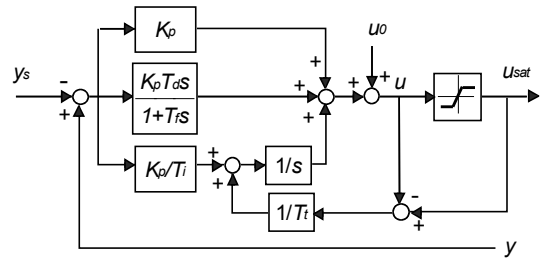 Kp
u0
ys
-
+
KpTds
1+Tfs
+
+
+
+
+
u
usat
Kp/Ti
+
+
1/s
1/Tt
-
+
y